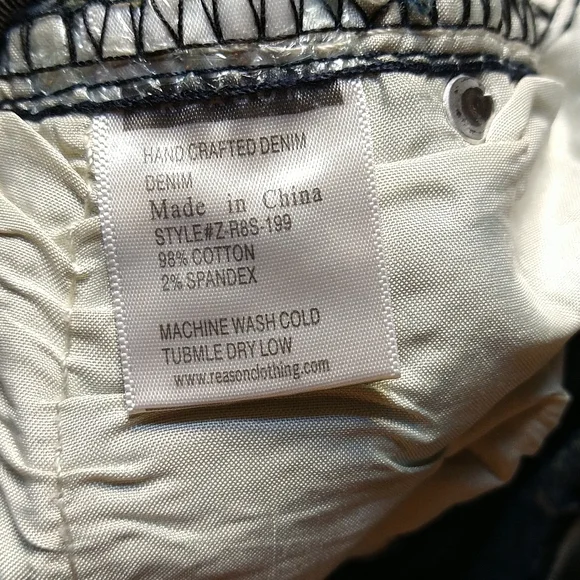 HAND CRAFTED DENIM
DENIM
Made in China
STYLE#Z-R8S-199
98% COTTON
2% SPANDEX
MACHINE WASH COLD
TUBMLE DRY LOW
www.reasonclothing.com